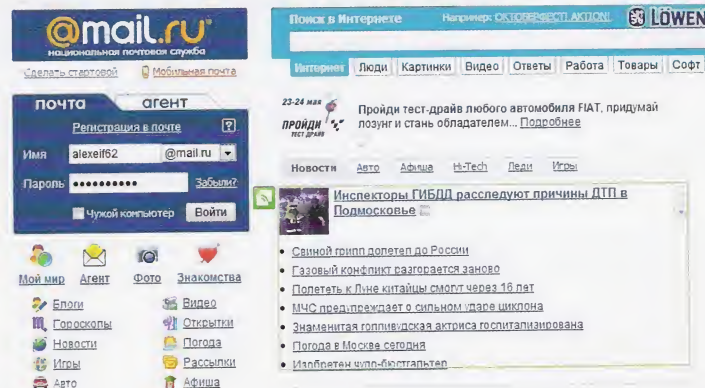 @mail.ru
национальная почтовая служба
Сделать стартовой
Мобильная почта
почта
агент
Регистрация в почте
?
Имя
alexeif62
@mail.ru
Пароль
Забыли?
Чужой компьютер
Войти
Мой мир
Агент
Фото
Знакомства
Блоги
Видео
Гороскопы
Открытки
Новости
Погода
Игры
Рассылки
Авто
Афиша
Поиск в Интернете
Например: ОКТОБЕРФЕСТ! AKTION!
LÖWEN
Интернет
Люди
Картинки
Видео
Ответы
Работа
Товары
Софт
23-24 мая
ПРОЙДИ
ТЕСТ ДРАЙВ
Пройди тест-драйв любого автомобиля FIAT, придумай
лозунг и стань обладателем... Подробнее
Новости
Авто
Афиша
Hi-Tech
Леди
Игры
Инспекторы ГИБДД расследуют причины ДТП в
Подмосковье
Свиной грипп долетел до России
Газовый конфликт разгорается заново
Полететь к Луне китайцы смогут через 16 лет
МЧС предупреждает о сильном ударе циклона
Знаменитая голливудская актриса госпитализирована
Погода в Москве сегодня
Изобретен чудо-бюстгальтер